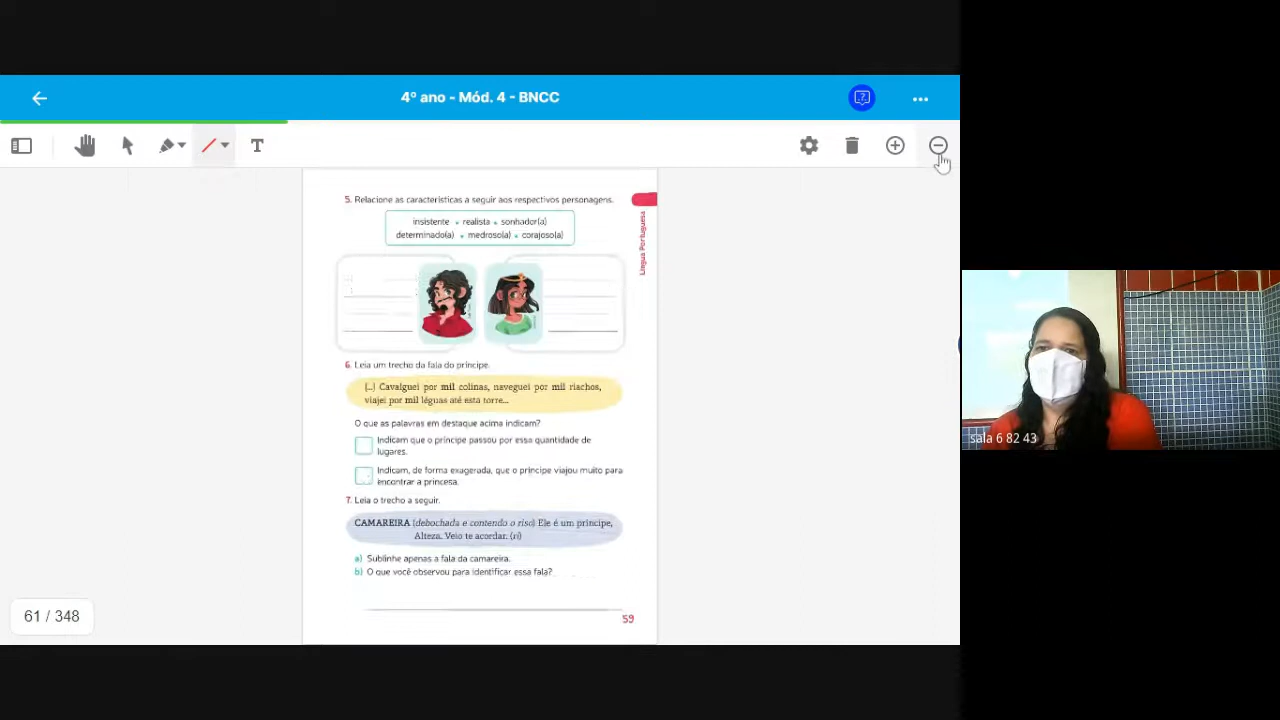 4º ano - Mód. 4 - BNCC
T
5. Relacione as características a seguir aos respectivos personagens.
insistente • realista • sonhador(a)
determinado(a) • medroso(a) • corajoso(a)
Língua Portuguesa
6. Leia um trecho da fala do príncipe.
(...) Cavalguei por mil colinas, naveguei por mil riachos,
viajei por mil léguas até esta torre...
O que as palavras em destaque acima indicam?
Indicam que o príncipe passou por essa quantidade de
lugares.
Indicam, de forma exagerada, que o príncipe viajou muito para
encontrar a princesa.
7. Leia o trecho a seguir.
CAMAREIRA (debochada e contendo o riso) Ele é um príncipe,
Alteza. Veio te acordar. (ri)
a) Sublinhe apenas a fala da camareira.
b) O que você observou para identificar essa fala?
59
61 / 348
sala 6 82 43